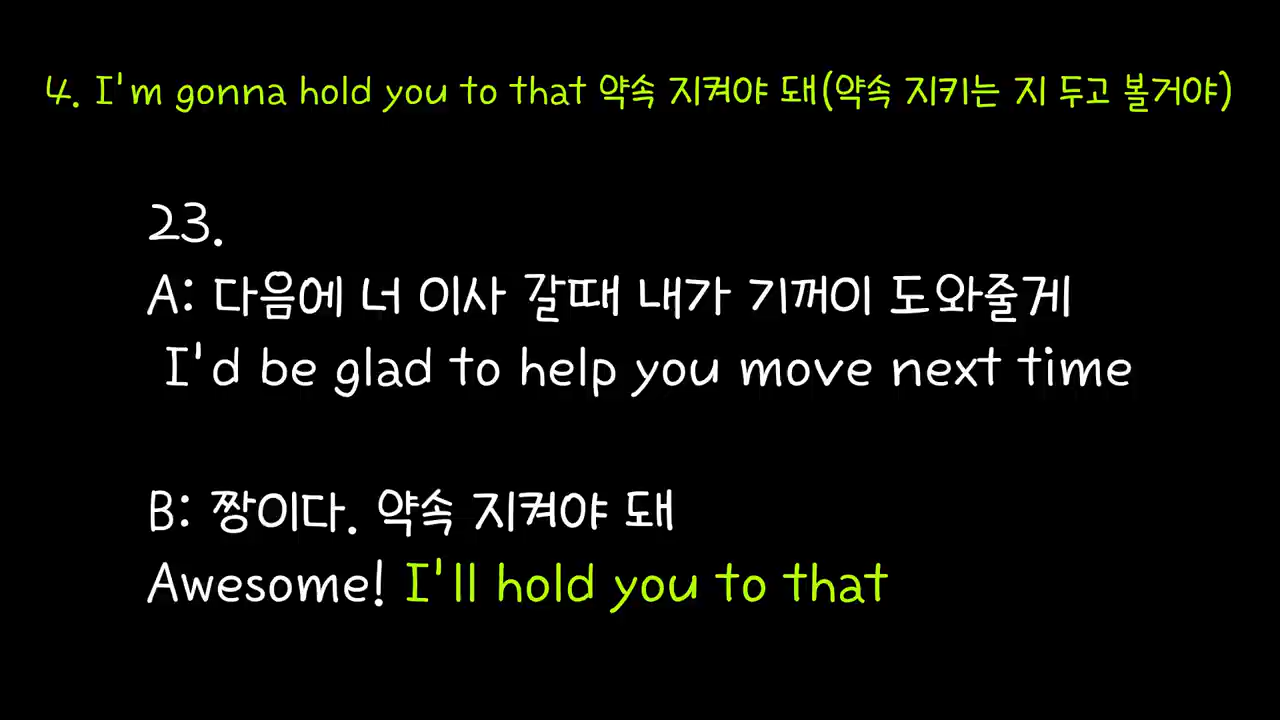 4. I'm gonna hold you to that 약속 지켜야 돼(약속 지키는 지 두고 볼거야)
23.
A: 다음에 너 이사 갈때 내가 기꺼이 도와줄게
I'd be glad to help you move next time
B: 짱이다. 약속 지켜야 돼
Awesome! I'll hold you to that